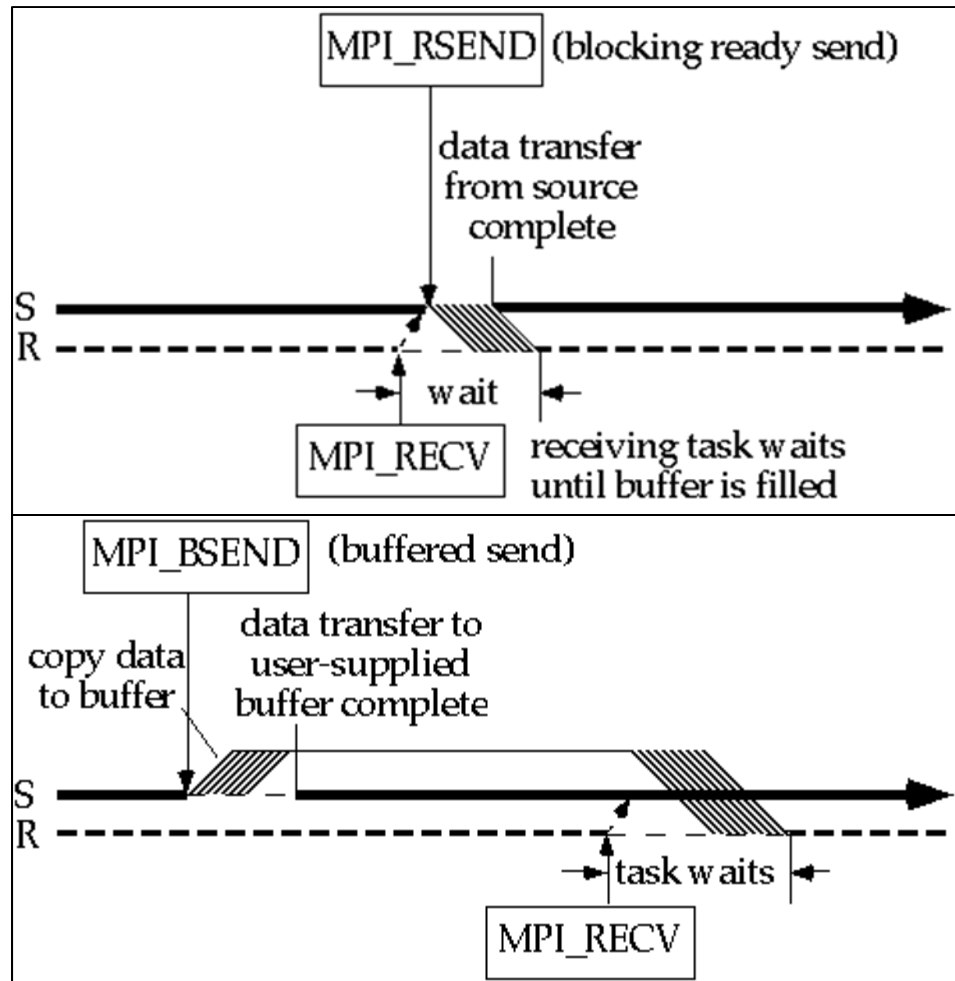 MPI_RSEND (blocking ready send)
data transfer
from source
complete
S
R
wait
MPI_RECV
receiving task waits
until buffer is filled
MPI_BSEND (buffered send)
copy data
to buffer
data transfer to
user-supplied
buffer complete
S
R
task waits
MPI_RECV